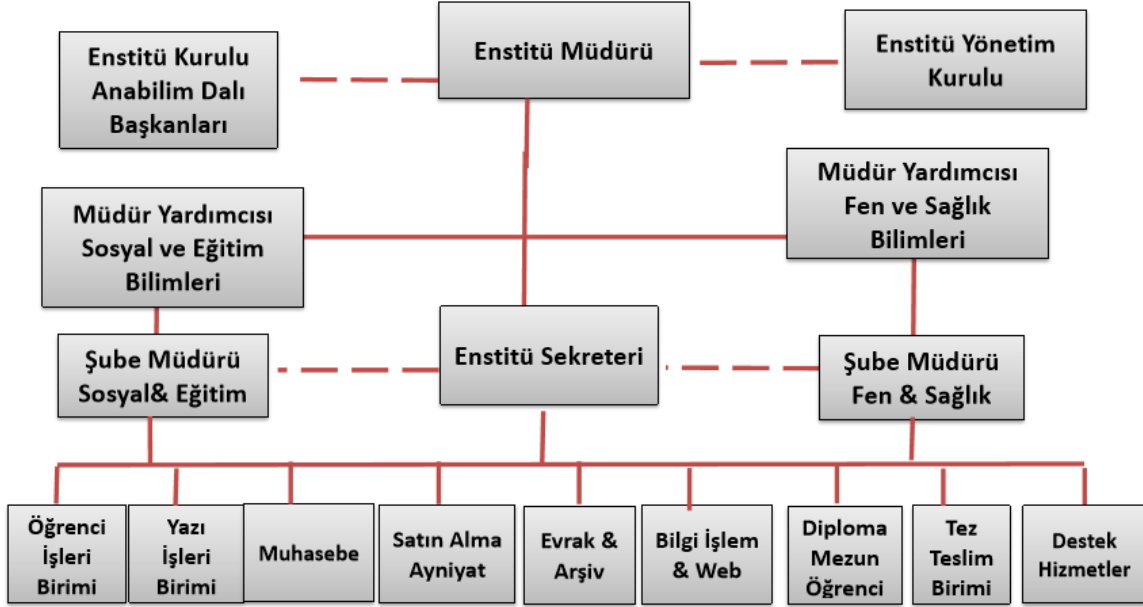 Enstitü Kurulu
Anabilim Dalı
Başkanları
Enstitü Müdürü
Enstitü Yönetim
Kurulu
Müdür Yardımcısı
Sosyal ve Eğitim
Bilimleri
Müdür Yardımcısı
Fen ve Sağlık
Bilimleri
Şube Müdürü
Sosyal& Eğitim
Enstitü Sekreteri
Şube Müdürü
Fen & Sağlık
Öğrenci
İşleri
Birimi
Yazı
İşleri
Birimi
Muhasebe
Satın Alma
Ayniyat
Evrak &
Arşiv
Bilgi İşlem
& Web
Diploma
Mezun
Öğrenci
Tez
Teslim
Birimi
Destek
Hizmetler